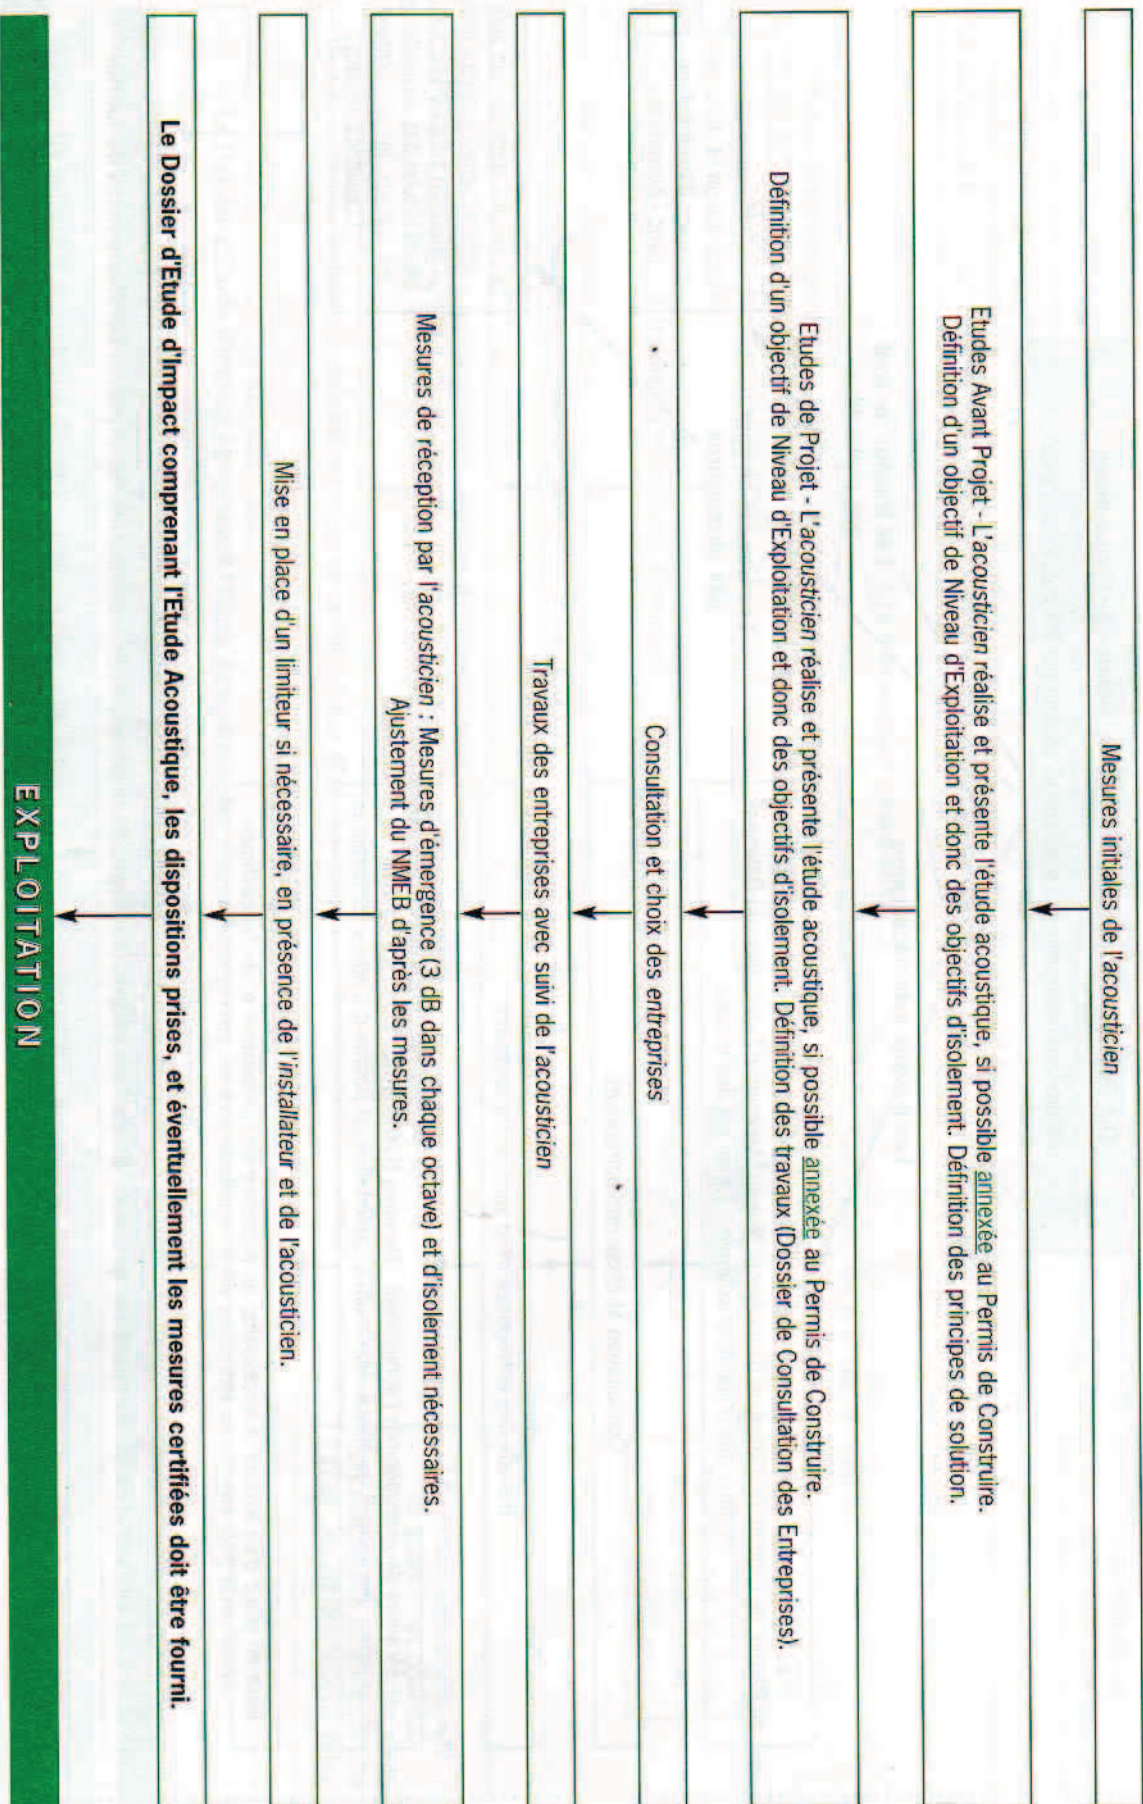 Mesures initiales de l'acousticien
Etudes Avant Projet - L'acousticien réalise et présente l'étude acoustique, si possible annexée au Permis de Construire.
Définition d'un objectif de Niveau d'Exploitation et donc des objectifs d'isolement. Définition des principes de solution.
Etudes de Projet - L'acousticien réalise et présente l'étude acoustique, si possible annexée au Permis de Construire.
Définition d'un objectif de Niveau d'Exploitation et donc des objectifs d'isolement. Définition des travaux (Dossier de Consultation des Entreprises).
Consultation et choix des entreprises
Travaux des entreprises avec suivi de l'acousticien
Mesures de réception par l'acousticien : Mesures d'émergence (3 dB dans chaque octave) et d'isolement nécessaires.
Ajustement du NMEB d'après les mesures.
Mise en place d'un limiteur si nécessaire, en présence de l'installateur et de l'acousticien.
Le Dossier d'Etude d'Impact comprenant l'Etude Acoustique, les dispositions prises, et éventuellement les mesures certifiées doit être fourni.
EXPLOITATION